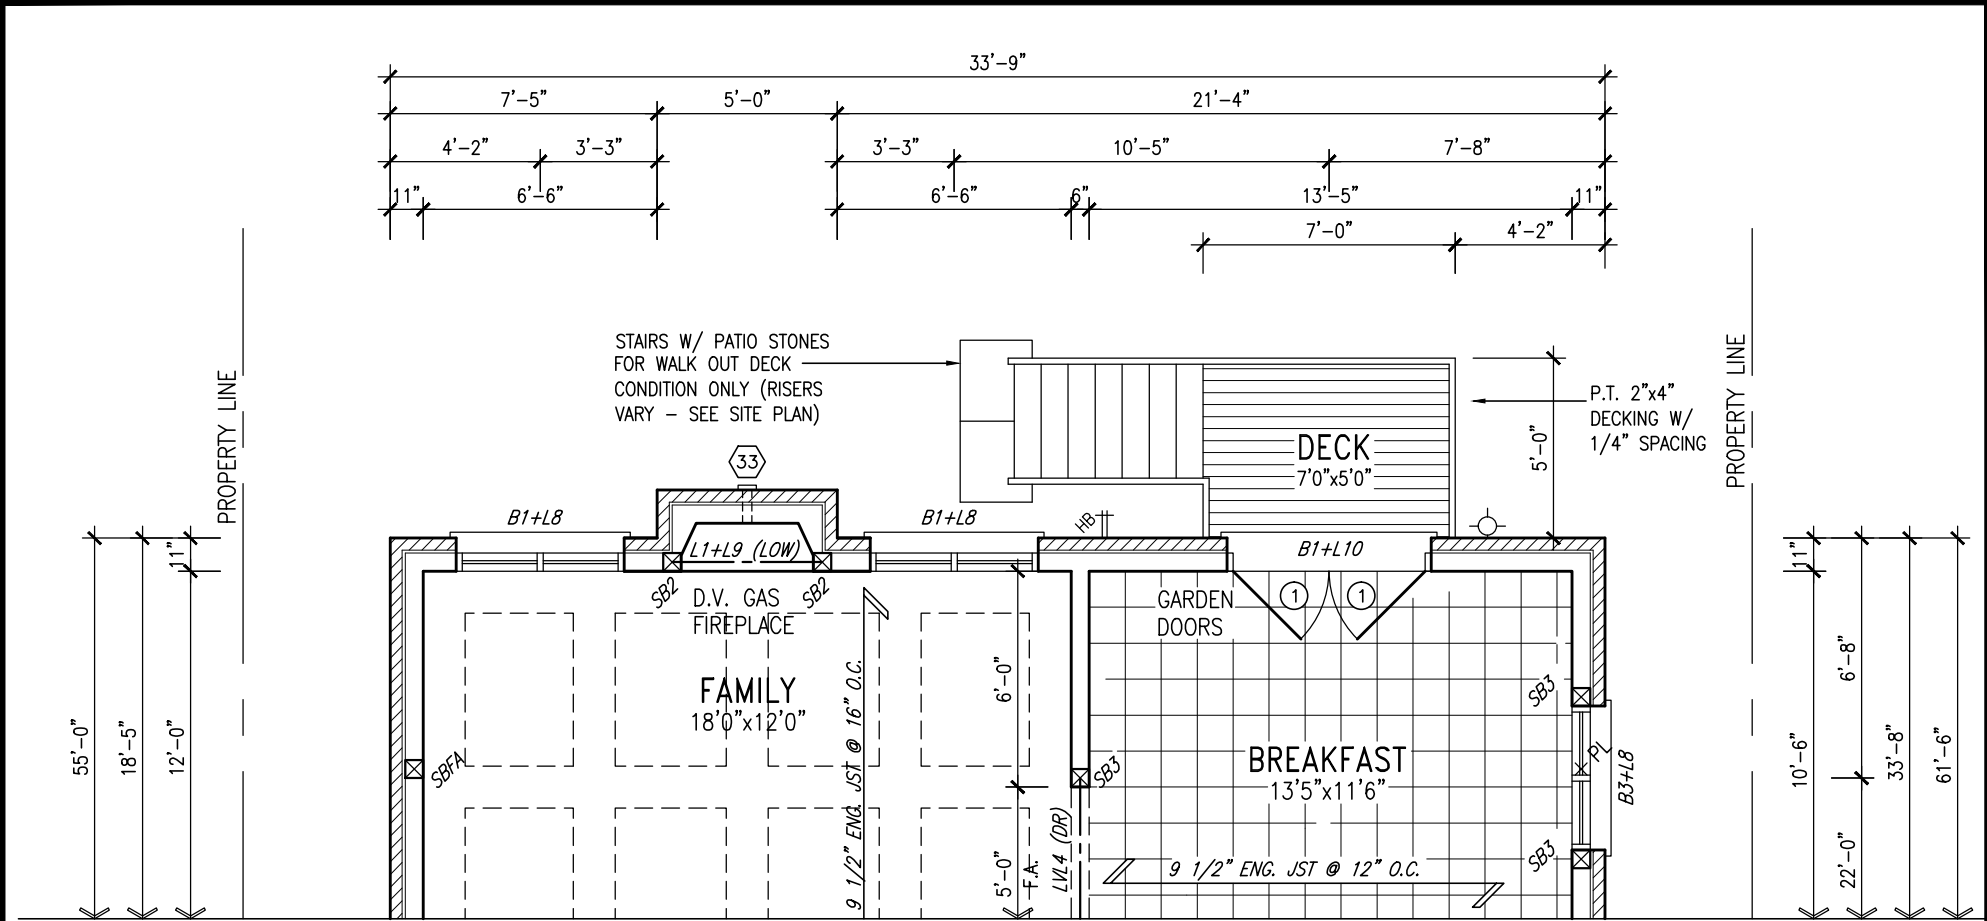 33'-9"
7'-5" 5'-0" 21'-4"
4'-2" 3'-3" 3'-3" 10'-5" 7'-8"
11" 6'-6" 6'-6" 6" 13'-5" 11"
7'-0" 4'-2"
STAIRS W/ PATIO STONES
FOR WALK OUT DECK
CONDITION ONLY (RISERS
VARY - SEE SITE PLAN)
PROPERTY LINE
PROPERTY LINE
P.T. 2"x4"
DECKING W/
1/4" SPACING
5'-0"
DECK
7'0"x5'0"
33
HB
B1+L8
B1+L8
L1+L9 (LOW)
B1+L10
SB2
SB2
D.V. GAS
FIREPLACE
GARDEN
DOORS
1
1
11"
11"
FAMILY
18'0"x12'0"
9 1/2" ENG. JST @ 16" O.C.
6'-0"
5'-0"
F.A.
LVL4 (DR)
SBFA
SB3
SB3
SB3
BREAKFAST
13'5"x11'6"
9 1/2" ENG. JST @ 12" O.C.
PL
B3+L8
55'-0"
18'-5"
12'-0"
10'-6"
6'-8"
22'-0"
33'-8"
61'-6"